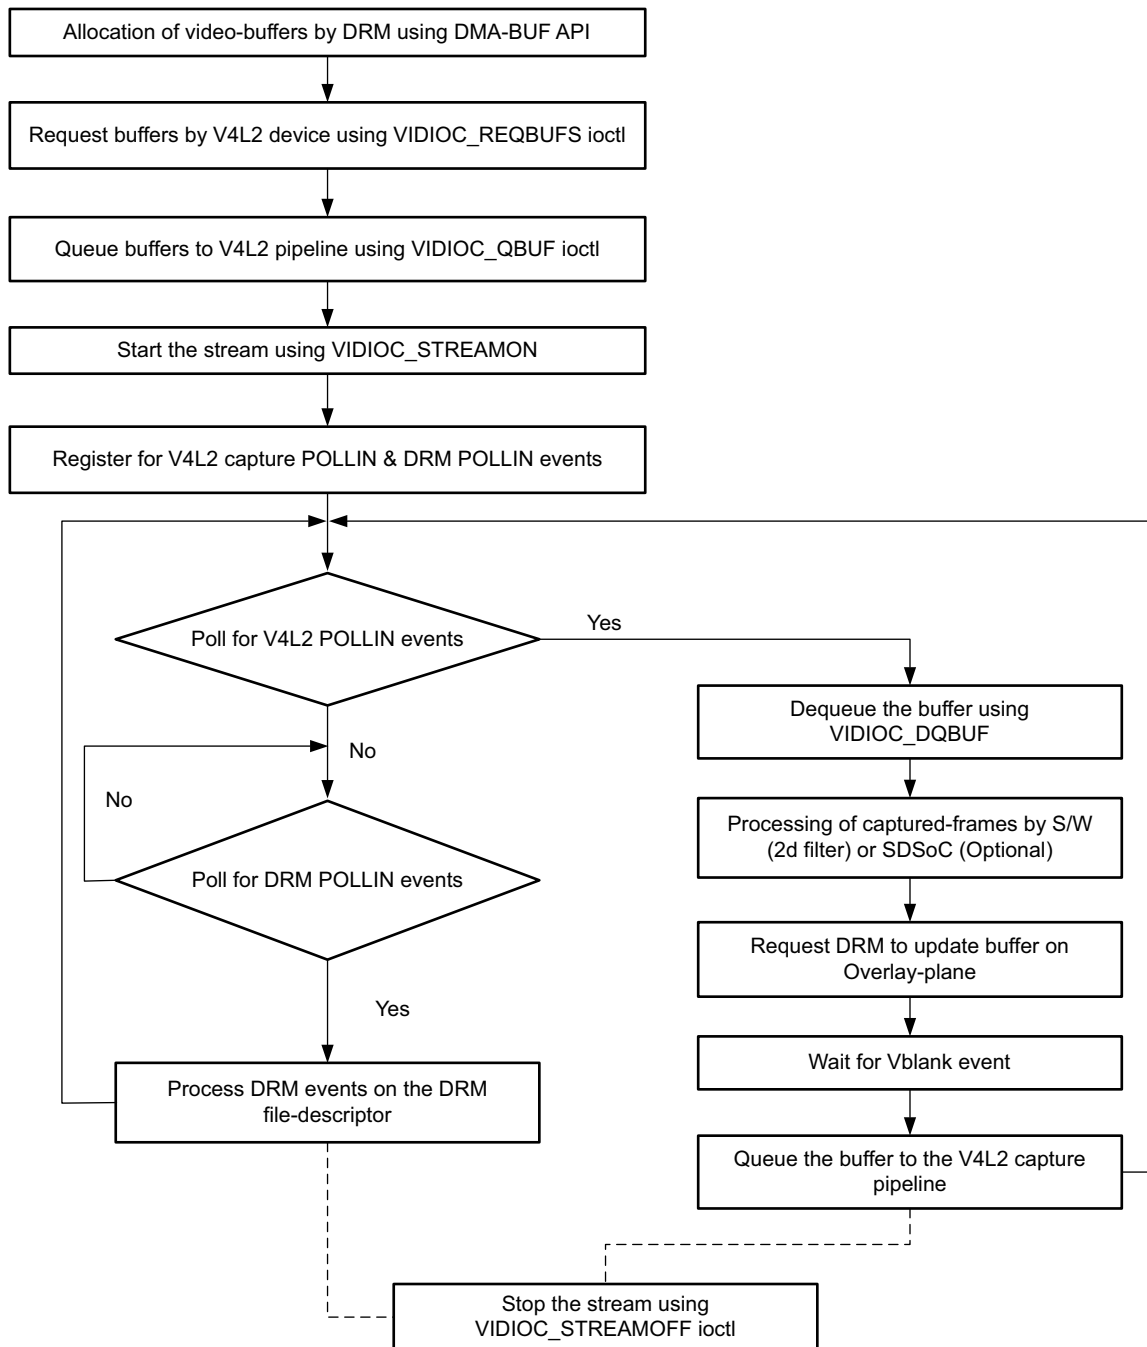 Allocation of video-buffers by DRM using DMA-BUF API
Request buffers by V4L2 device using VIDIOC_REQBUFS ioctl
Queue buffers to V4L2 pipeline using VIDIOC_QBUF ioctl
Start the stream using VIDIOC_STREAMON
Register for V4L2 capture POLLIN & DRM POLLIN events
Poll for V4L2 POLLIN events
Yes
Dequeue the buffer using
VIDIOC_DQBUF
No
No
Processing of captured-frames by S/W
(2d filter) or SDSoC (Optional)
Poll for DRM POLLIN events
Request DRM to update buffer on
Overlay-plane
Yes
Wait for Vblank event
Process DRM events on the DRM
file-descriptor
Queue the buffer to the V4L2 capture
pipeline
Stop the stream using
VIDIOC_STREAMOFF ioctl